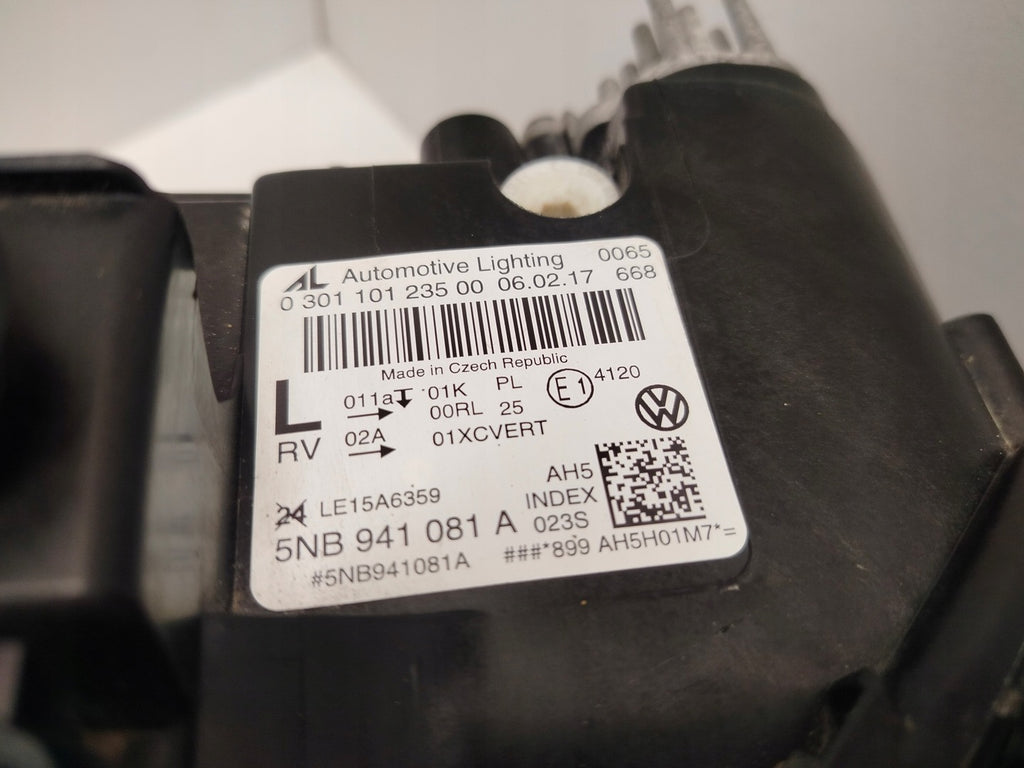 AL Automotive Lighting 0065
0 301 101 235 00 06.02.17 668
Made in Czech Republic
L 011a 01K PL E1 4120
00RL 25
RV 02A 01XCVERT
AH5
24 LE15A6359 INDEX
5NB 941 081 A 023S
#5NB941081A ###*899 AH5H01M7*=